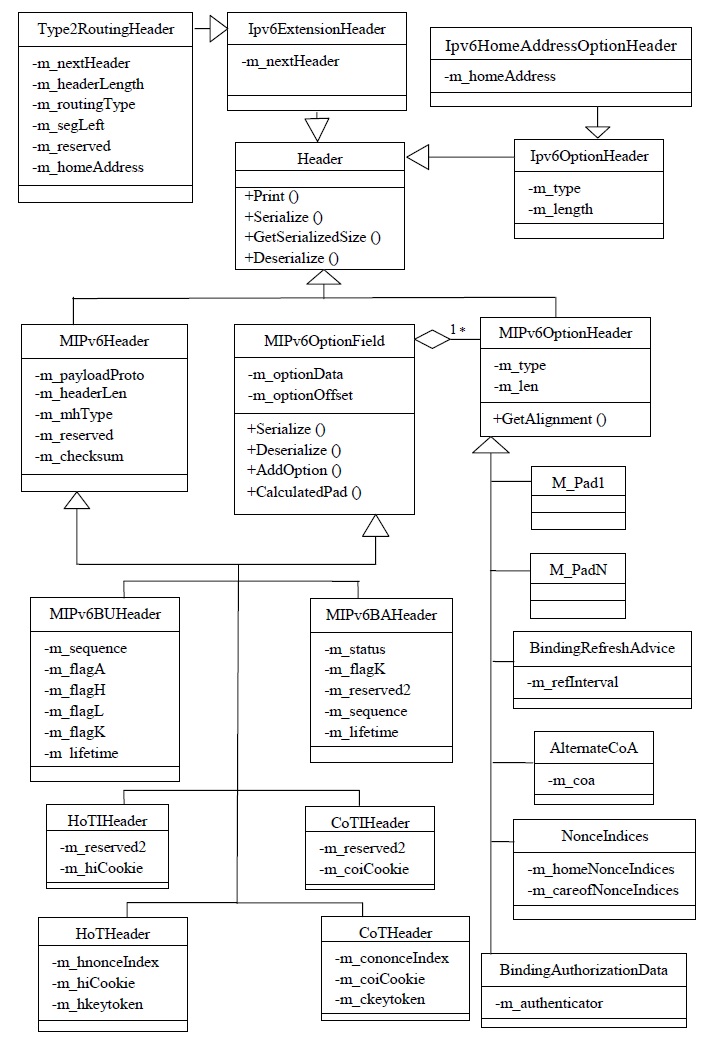 Type2RoutingHeader
-m_nextHeader
-m_headerLength
-m_routingType
-m_segLeft
-m_reserved
-m_homeAddress
Ipv6ExtensionHeader
-m_nextHeader
Ipv6HomeAddressOptionHeader
-m_homeAddress
Header
+Print ()
+Serialize ()
+GetSerializedSize ()
+Deserialize ()
Ipv6OptionHeader
-m_type
-m_length
MIPv6Header
-m_payloadProto
-m_headerLen
-m_mhType
-m_reserved
-m_checksum
MIPv6OptionField
-m_optionData
-m_optionOffset
+Serialize ()
+Deserialize ()
+AddOption ()
+CalculatedPad ()
1 *
MIPv6OptionHeader
-m_type
-m_len
+GetAlignment ()
M_Pad1
M_PadN
BindingRefreshAdvice
-m_refInterval
AlternateCoA
-m_coa
NonceIndices
-m_homeNonceIndices
-m_careofNonceIndices
BindingAuthorizationData
-m_authenticator
MIPv6BUHeader
-m_sequence
-m_flagA
-m_flagH
-m_flagL
-m_flagK
-m_lifetime
MIPv6BAHeader
-m_status
-m_flagK
-m_reserved2
-m_sequence
-m_lifetime
HoTIHeader
-m_reserved2
-m_hiCookie
CoTIHeader
-m_reserved2
-m_coiCookie
HoTHeader
-m_hnonceIndex
-m_hiCookie
-m_hkeytoken
CoTHeader
-m_cononceIndex
-m_coiCookie
-m_ckeytoken